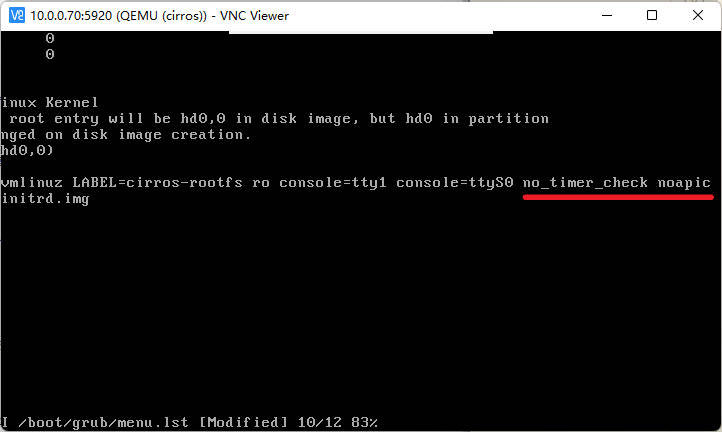 10.0.0.70:5920 (QEMU (cirros)) - VNC Viewer
0
0
inux Kernel
root entry will be hd0,0 in disk image, but hd0 in partition
nged on disk image creation.
hd0,0)
vmlinuz LABEL=cirros-rootfs ro console=tty1 console=ttyS0 no_timer_check noapic
initrd.img
I /boot/grub/menu.lst [Modified] 10/12 83%